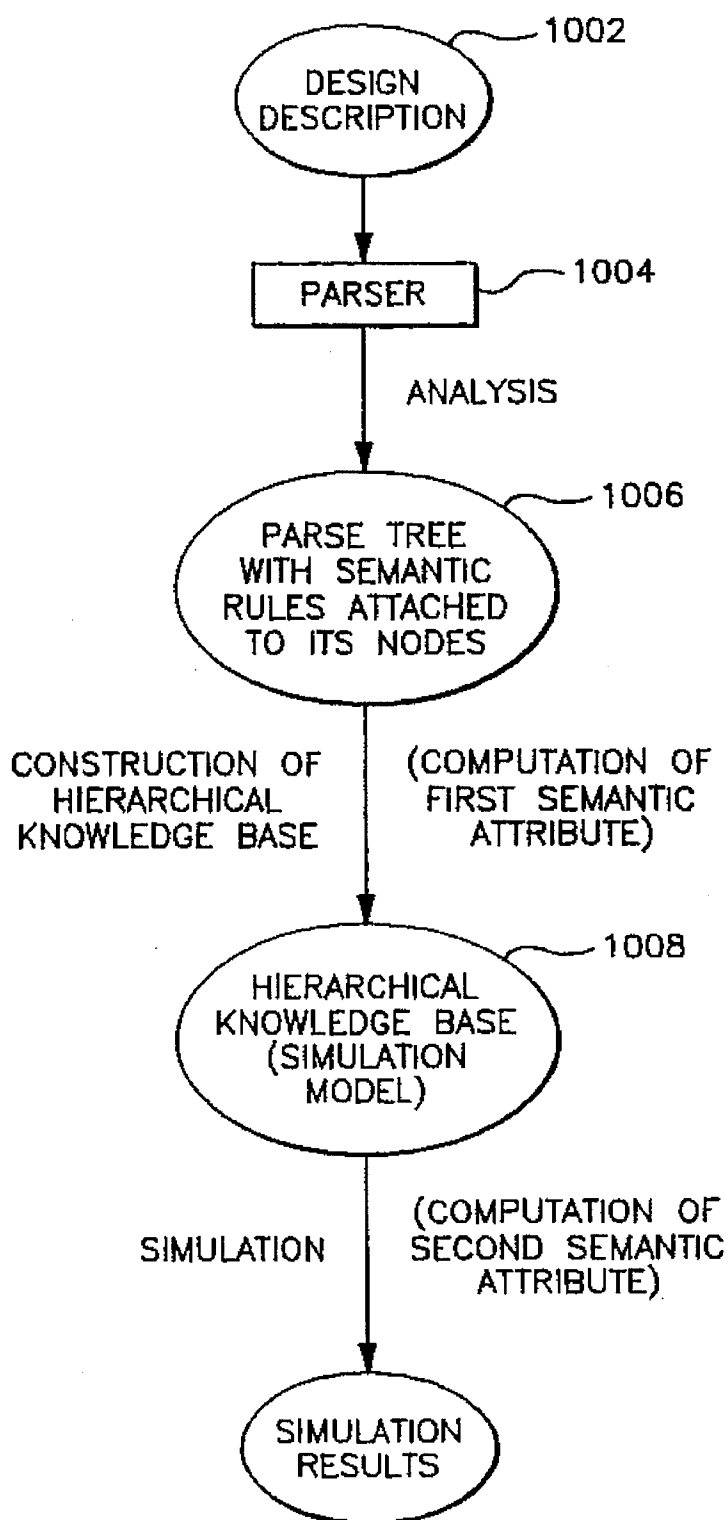 1002
DESIGN
DESCRIPTION
1004
PARSER
ANALYSIS
1006
PARSE TREE
WITH SEMANTIC
RULES ATTACHED
TO ITS NODES
CONSTRUCTION OF
HIERARCHICAL
KNOWLEDGE BASE
(COMPUTATION OF
FIRST SEMANTIC
ATTRIBUTE)
1008
HIERARCHICAL
KNOWLEDGE BASE
(SIMULATION
MODEL)
SIMULATION
(COMPUTATION OF
SECOND SEMANTIC
ATTRIBUTE)
SIMULATION
RESULTS